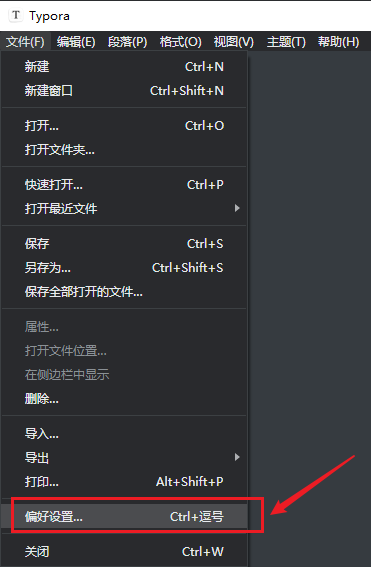 T Typora
文件(F) 编辑(E) 段落(P) 格式(O) 视图(V) 主题(T) 帮助(H)
新建 Ctrl+N
新建窗口 Ctrl+Shift+N
打开... Ctrl+O
打开文件夹...
快速打开... Ctrl+P
打开最近文件
保存 Ctrl+S
另存为... Ctrl+Shift+S
保存全部打开的文件...
属性...
打开文件位置...
在侧边栏中显示
删除...
导入...
导出
打印... Alt+Shift+P
偏好设置... Ctrl+逗号
关闭 Ctrl+W